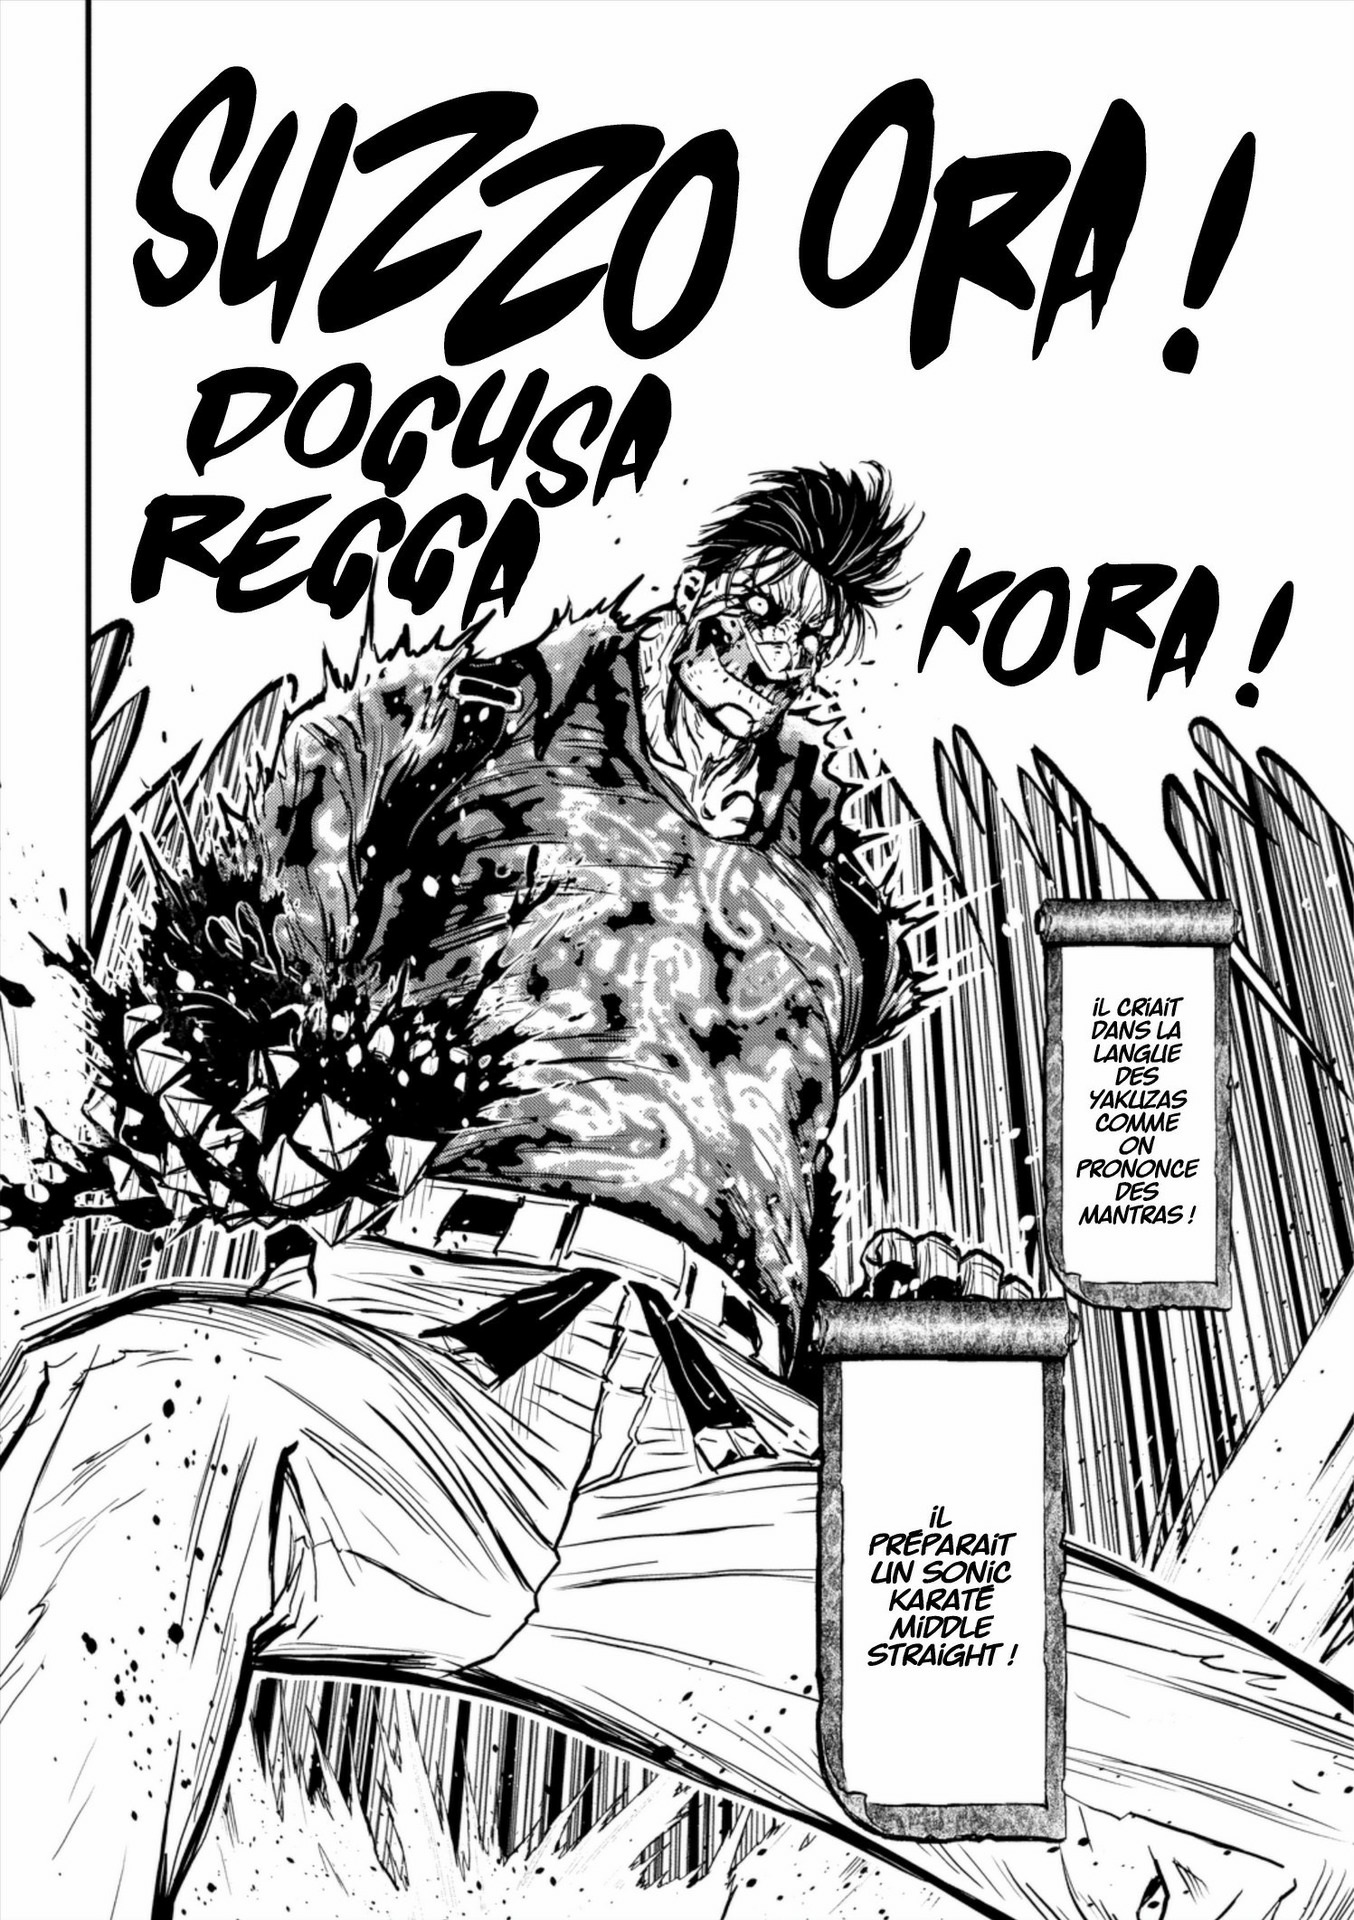 SUZZO ORA !
DOGUSA
REGGA
KORA !
IL CRIAIT
DANS LA
LANGUE
DES
YAKUZAS
COMME
ON
PRONONCE
DES
MANTRAS !
IL
PRÉPARAIT
UN SONIC
KARATÉ
MIDDLE
STRAIGHT !